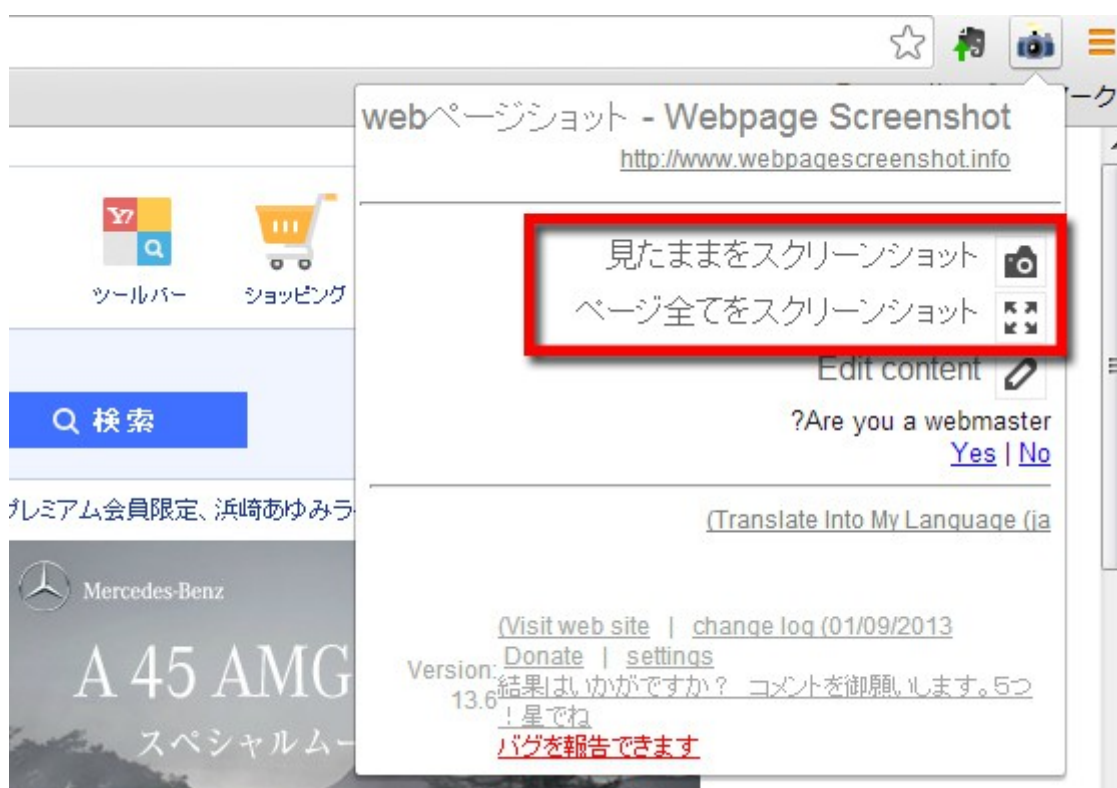 ーク
webページショット - Webpage Screenshot
http://www.webpagescreenshot.info
見たままをスクリーンショット
ページ全てをスクリーンショット
Edit content
?Are you a webmaster
Yes | No
(Translate Into My Language (ja
(Visit web site | change log (01/09/2013
Donate | settings
Version: 13.6
結果はいかがですか? コメントを御願いします。5つ
!星でね
バグを報告できます
Y7
ツールバー
ショッピング
検索
プレミアム会員限定、浜崎あゆみラ
Mercedes-Benz
A 45 AMG
スペシャルムー